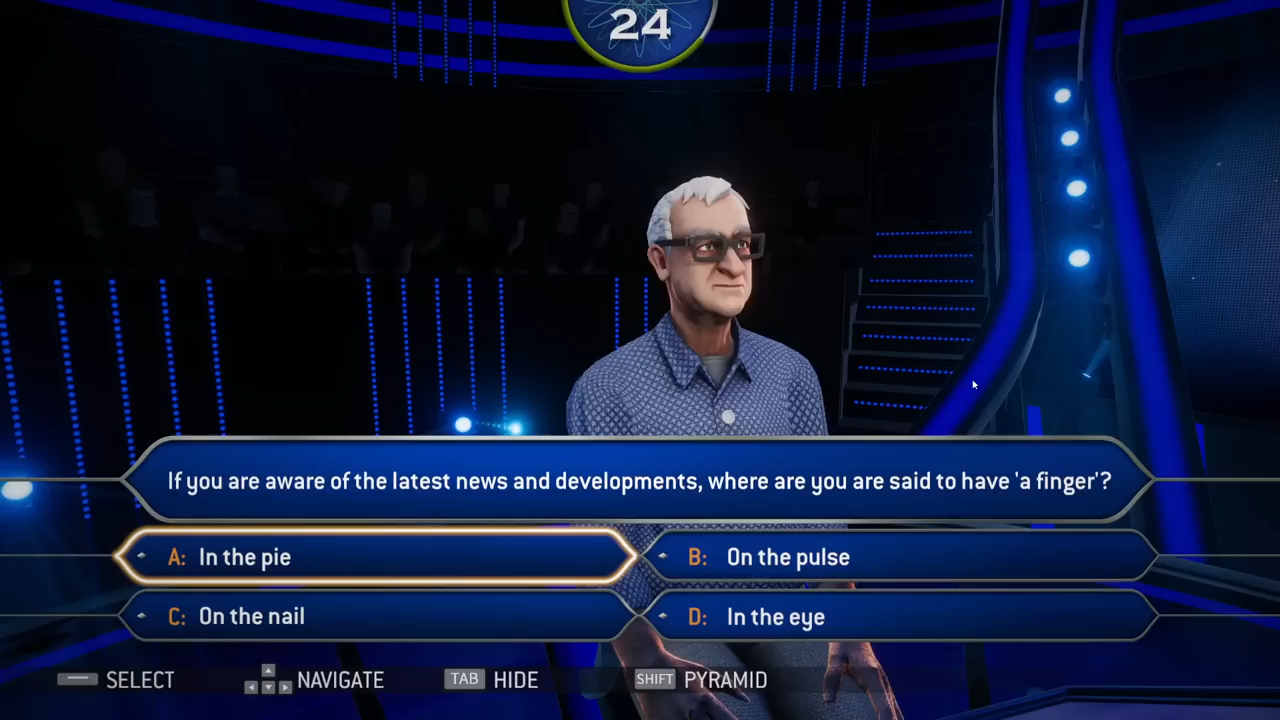 24
If you are aware of the latest news and developments, where are you are said to have 'a finger'?
A: In the pie
B: On the pulse
C: On the nail
D: In the eye
SELECT
NAVIGATE
TAB HIDE
SHIFT PYRAMID